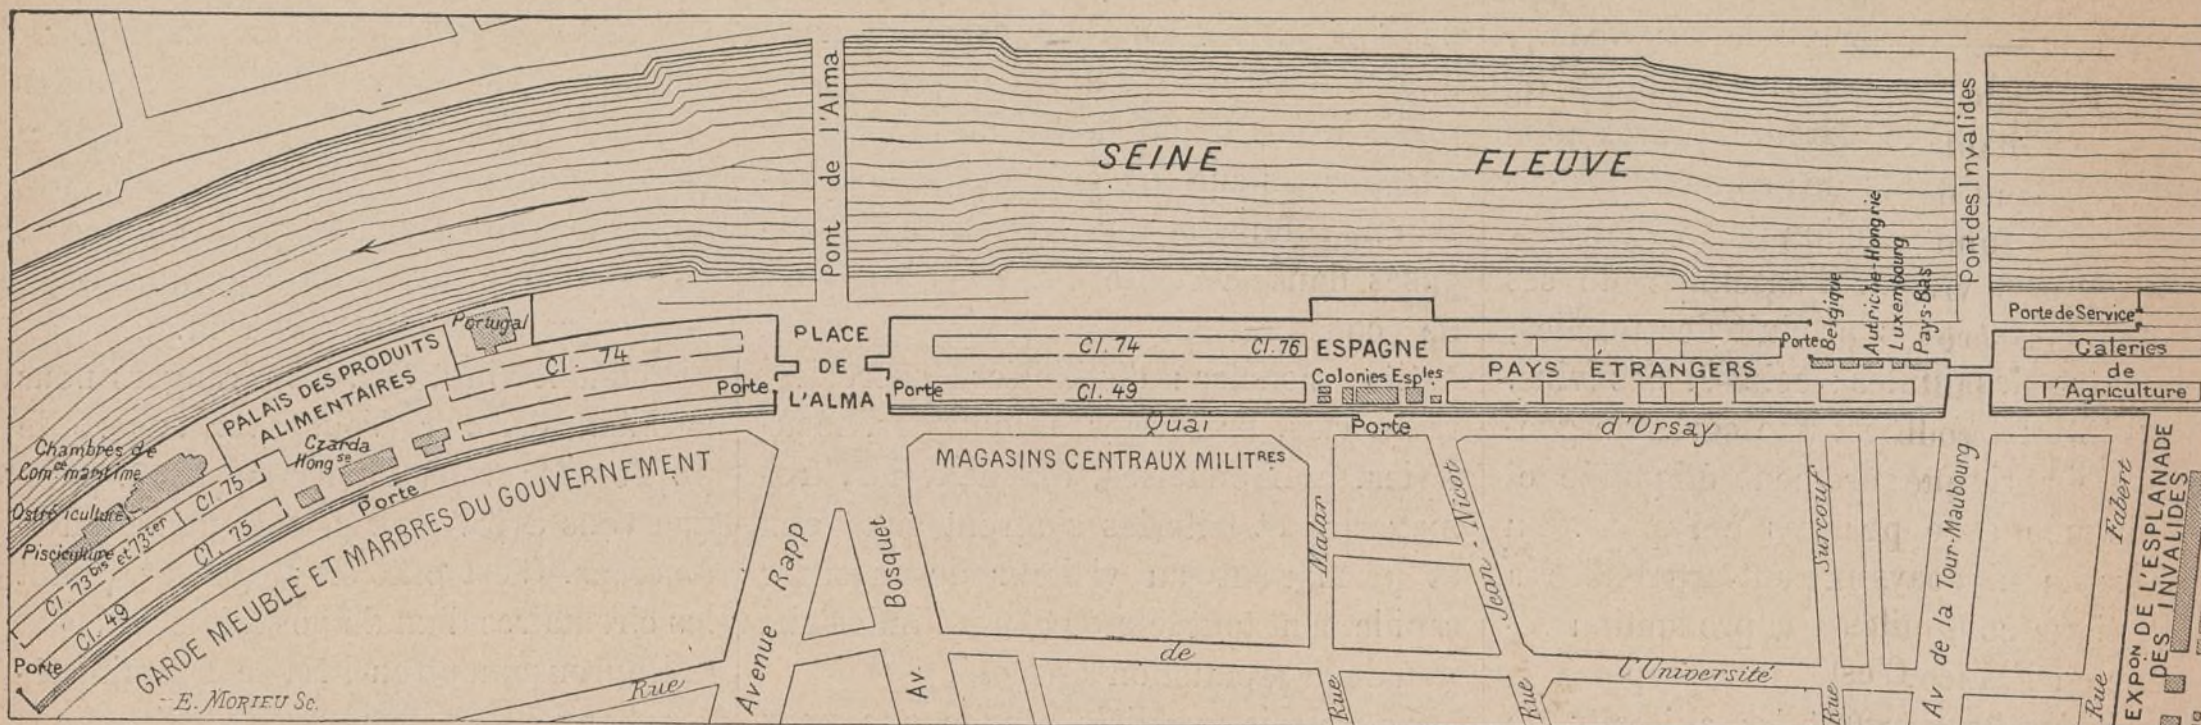 Pont de l'Alma
SEINE FLEUVE
Pont des Invalides
Belgique
Autriche-Hongrie
Luxembourg
Pays-Bas
Porte de Service
Portugal
PALAIS DES PRODUITS
ALIMENTAIRES
Cl. 74
Porte
PLACE
DE
L'ALMA
Porte
Cl. 74
Cl. 76
Cl. 49
ESPAGNE
Colonies Esp^les
PAYS ETRANGERS
Porte
Galeries
de
l'Agriculture
Chambres de
Com^ce maritime
Ostréiculture
Pisciculture
Czarda
Hong^se
Cl. 75
Cl. 75
Cl 73^bis et 73^ter
Cl. 49
Porte
Porte
Quai d'Orsay
Porte
GARDE MEUBLE ET MARBRES DU GOUVERNEMENT
MAGASINS CENTRAUX MILIT^RES
Avenue Rapp
Av. Bosquet
Rue Malar
Rue Jean-Nicot
Rue Surcouf
Av de la Tour-Maubourg
Rue Fabert
EXP^ON DE L'ESPLANADE
DES INVALIDES
Rue de l'Université
E. MORIEU Sc.